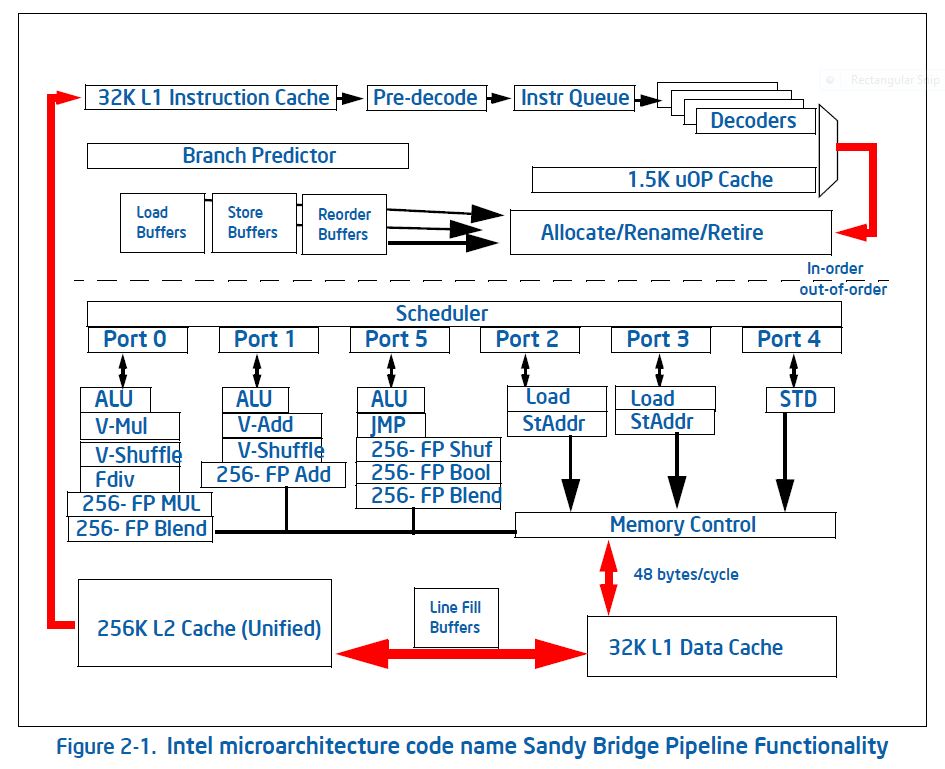 Rectangular Snip
32K L1 Instruction Cache
Pre-decode
Instr Queue
Decoders
Branch Predictor
1.5K uOP Cache
Load
Buffers
Store
Buffers
Reorder
Buffers
Allocate/Rename/Retire
In-order
out-of-order
Scheduler
Port 0
Port 1
Port 5
Port 2
Port 3
Port 4
ALU
V-Mul
V-Shuffle
Fdiv
256- FP MUL
256- FP Blend
ALU
V-Add
V-Shuffle
256- FP Add
ALU
JMP
256- FP Shuf
256- FP Bool
256- FP Blend
Load
StAddr
Load
StAddr
STD
Memory Control
48 bytes/cycle
256K L2 Cache (Unified)
Line Fill
Buffers
32K L1 Data Cache
Figure 2-1. Intel microarchitecture code name Sandy Bridge Pipeline Functionality